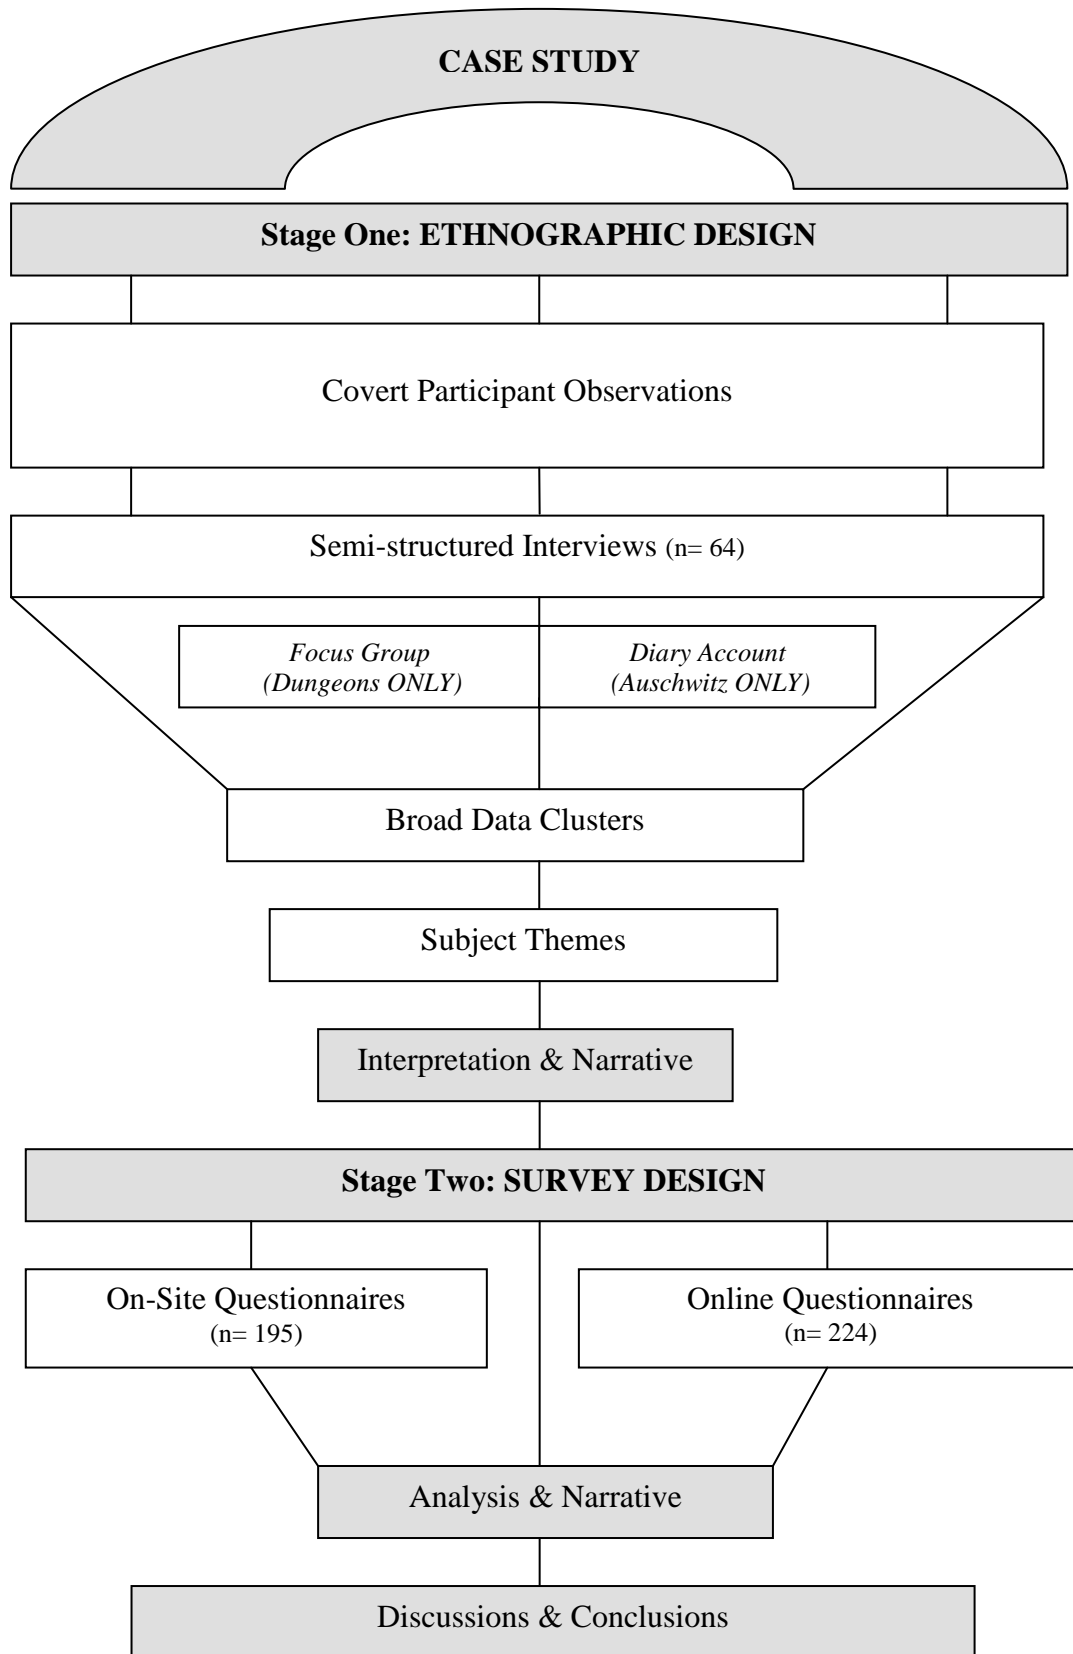 CASE STUDY
Stage One: ETHNOGRAPHIC DESIGN
Covert Participant Observations
Semi-structured Interviews (n= 64)
Focus Group
(Dungeons ONLY)
Diary Account
(Auschwitz ONLY)
Broad Data Clusters
Subject Themes
Interpretation & Narrative
Stage Two: SURVEY DESIGN
On-Site Questionnaires
(n= 195)
Online Questionnaires
(n= 224)
Analysis & Narrative
Discussions & Conclusions